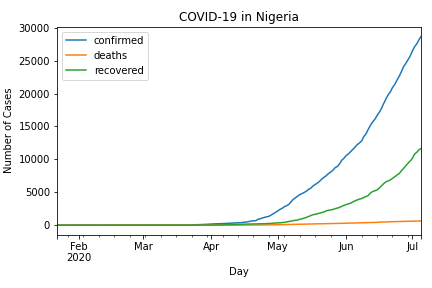 COVID-19 in Nigeria
confirmed
deaths
recovered
Number of Cases
30000
25000
20000
15000
10000
5000
0
Feb Mar Apr May Jun Jul
2020
Day